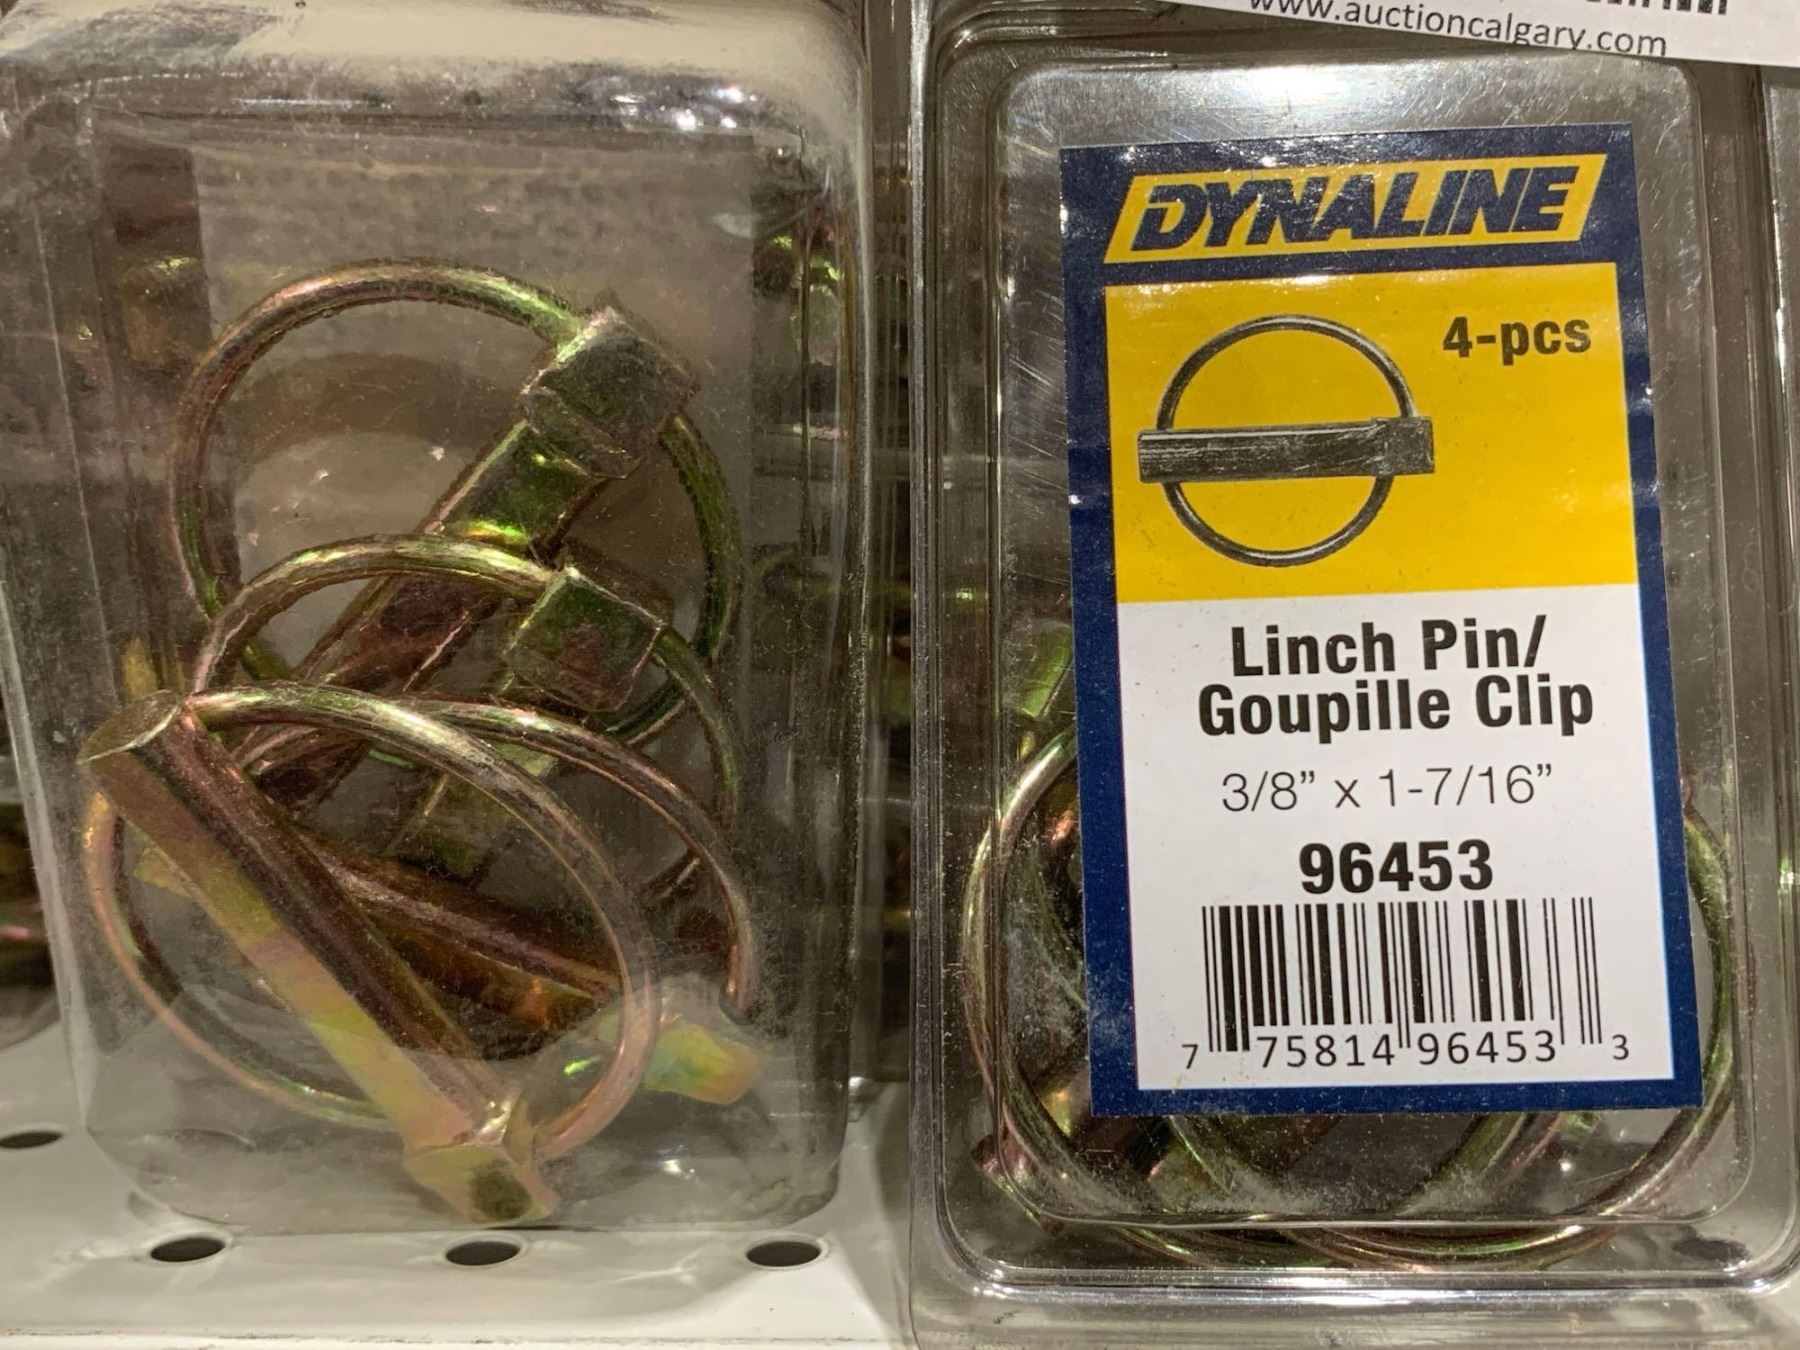 www.auctioncalgary.com
DYNALINE
4-pcs
Linch Pin/
Goupille Clip
3/8” x 1-7/16”
96453
7 75814 96453 3